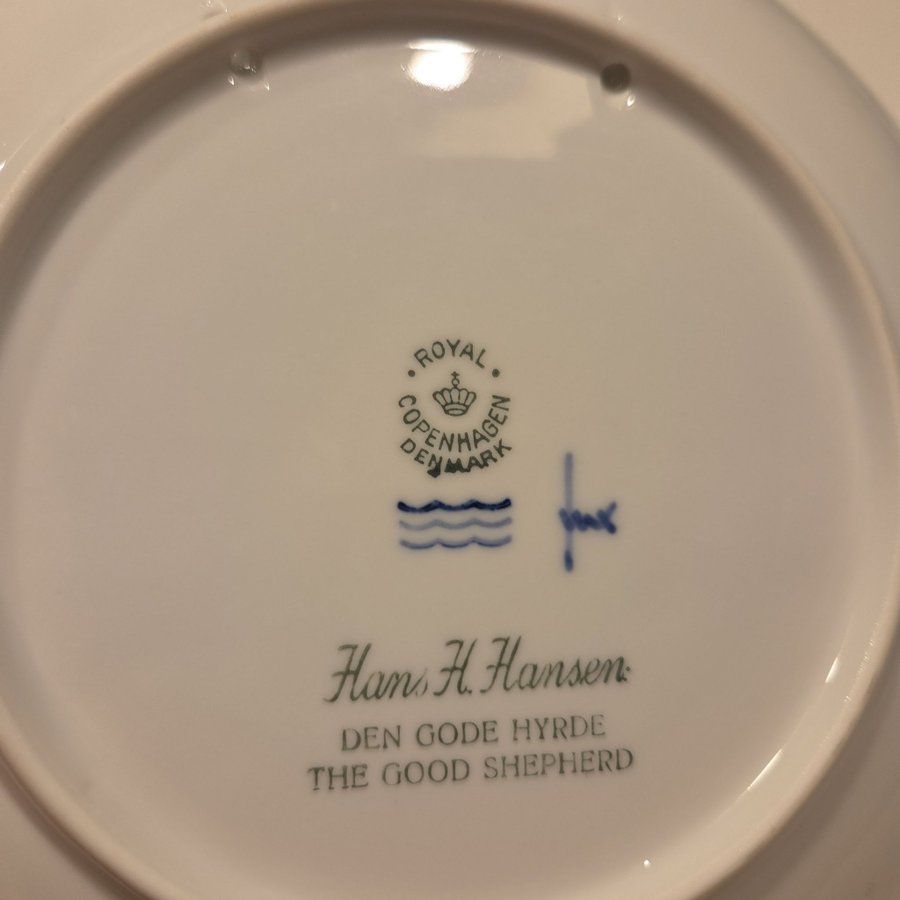 ROYAL
COPENHAGEN
DENMARK
Hans H. Hansen.
DEN GODE HYRDE
THE GOOD SHEPHERD